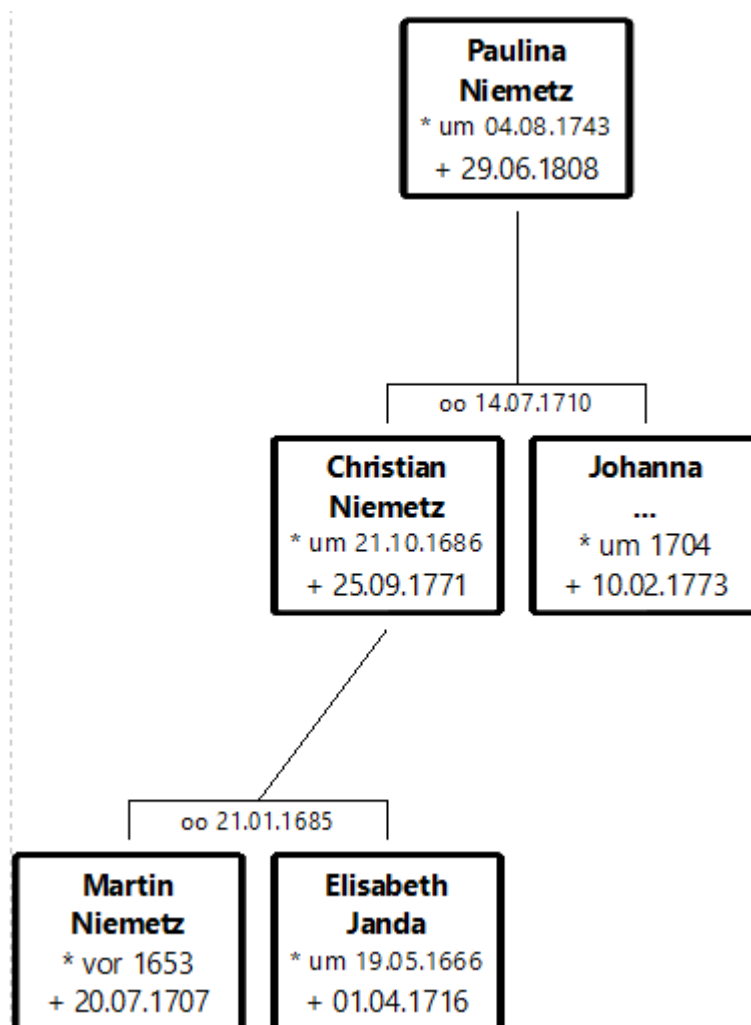 Paulina
Niemetz
* um 04.08.1743
+ 29.06.1808
oo 14.07.1710
Christian
Niemetz
* um 21.10.1686
+ 25.09.1771
Johanna
...
* um 1704
+ 10.02.1773
oo 21.01.1685
Martin
Niemetz
* vor 1653
+ 20.07.1707
Elisabeth
Janda
* um 19.05.1666
+ 01.04.1716